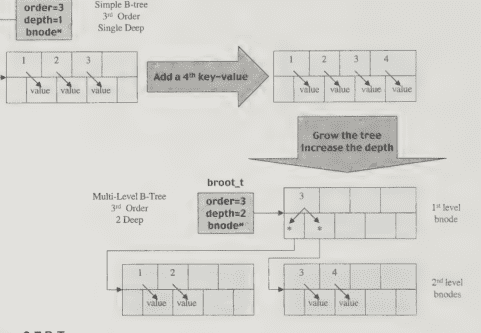 order=3
depth=1
bnode*
Simple B-tree
3rd Order
Single Deep
1 2 3
value value value
Add a 4th key-value
1 2 3 4
value value value value
Grow the tree
Increase the depth
broot_t
Multi-Level B-Tree
3rd Order
2 Deep
order=3
depth=2
bnode*
3
* *
1st level
bnode
1 2
value value
3 4
value value
2nd level
bnodes